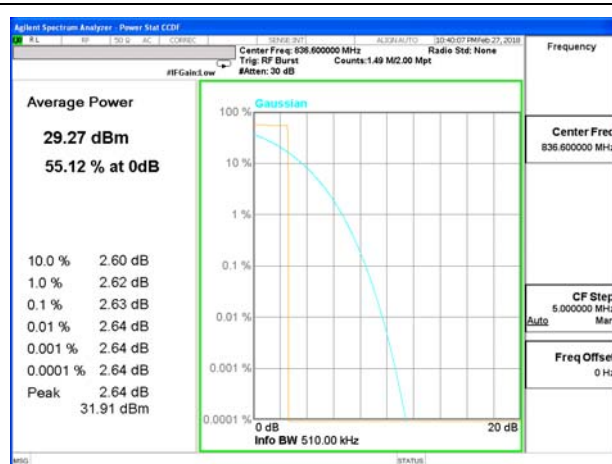 Agilent Spectrum Analyzer - Power Stat CCDF
RL RF 50 Ω AC CORREC SENSE:INT ALIGN AUTO 10:40:07 PM Feb 27, 2018
Center Freq: 836.600000 MHz Radio Std: None
Trig: RF Burst Counts:1.49 M/2.00 Mpt
#IFGain:Low #Atten: 30 dB
Frequency
Average Power
29.27 dBm
55.12 % at 0dB
10.0 % 2.60 dB
1.0 % 2.62 dB
0.1 % 2.63 dB
0.01 % 2.64 dB
0.001 % 2.64 dB
0.0001 % 2.64 dB
Peak 2.64 dB
31.91 dBm
Gaussian
100 %
10 %
1 %
0.1 %
0.01 %
0.001 %
0.0001 %
0 dB 20 dB
Info BW 510.00 kHz
Center Freq
836.600000 MHz
CF Step
5.000000 MHz
Auto Man
Freq Offset
0 Hz
MSG STATUS